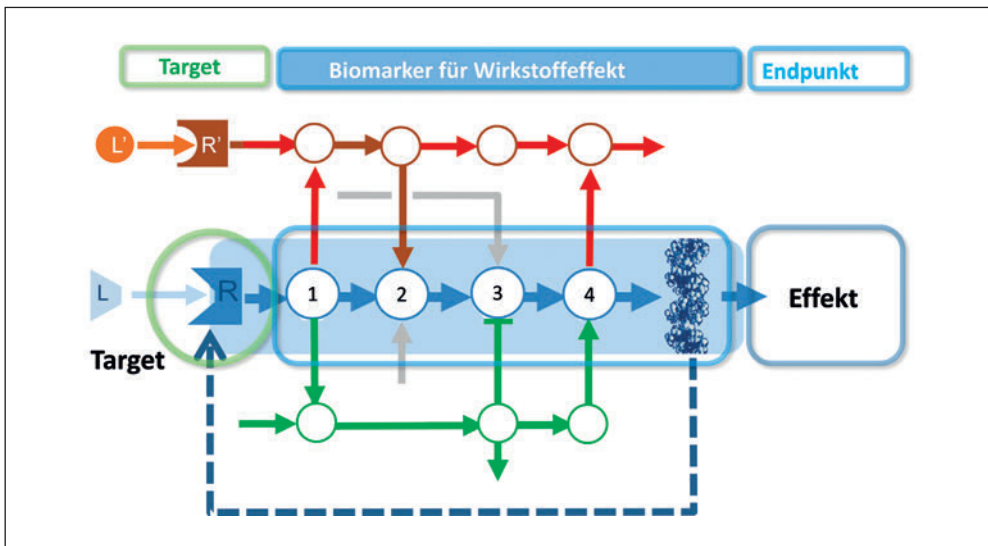 Target
Biomarker für Wirkstoffeffekt
Endpunkt
L'
R'
L
R
1
2
3
4
Effekt
Target